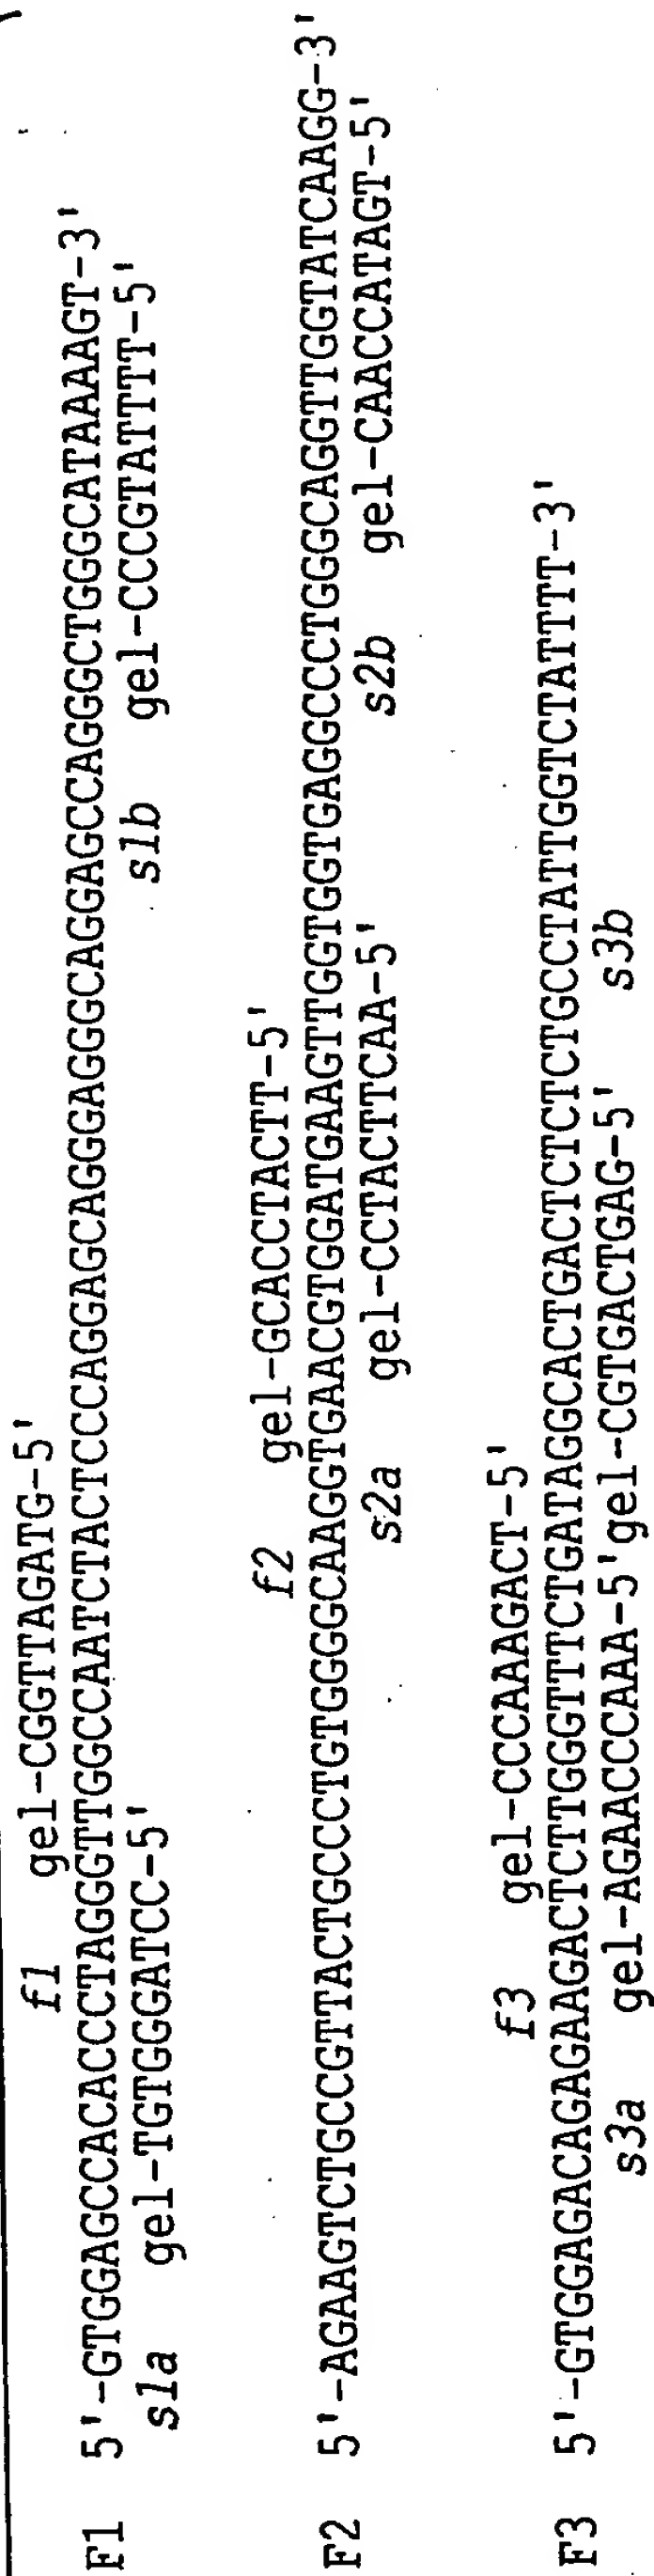 f1 gel-CGGTTAGATG-5'
F1 5'-GTGGAGCCACACCCTAGGGTTGGCCAATCTACTCCCAGGAGCAGGGAGGGCAGGAGCCAGGGCTGGGCATAAAAGT-3'
s1a gel-TGTGGGATCC-5' s1b gel-CCCGTATTTT-5'
f2 gel-GCACCTACTT-5'
F2 5'-AGAAGTCTGCCGTTACTGCCCTGTGGGGCAAGGTGAACGTGGATGAAGTTGGTGGTGAGGCCCTGGGCAGGTTGGTATCAAGG-3'
s2a gel-CCTACTTCAA-5' s2b gel-CAACCATAGT-5'
f3 gel-CCCAAAGACT-5'
F3 5'-GTGGAGACAGAGAAGACTCTTGGGTTTCTGATAGGCACTGACTCTCTCTGCCTATTGGTCTATTTT-3'
s3a gel-AGAACCCAAA-5'gel-CGTGACTGAG-5' s3b